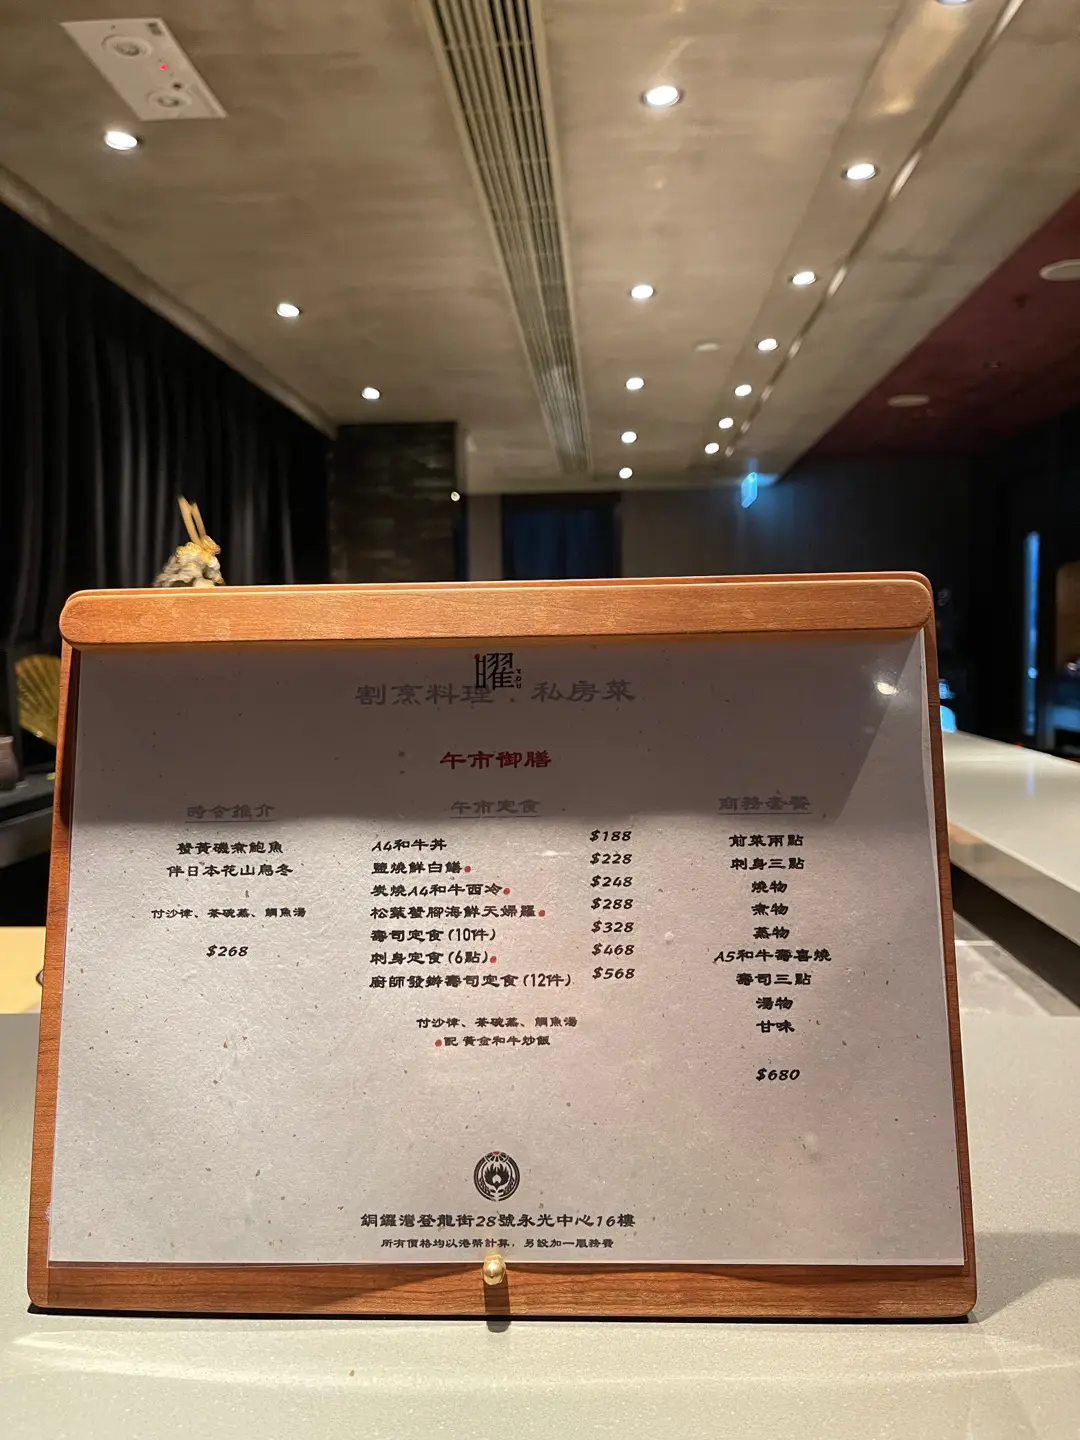 曜 YOU
割烹料理．私房菜
午市御膳
時令推介
蟹黃磯煮鮑魚
伴日本花山烏冬
付沙律、茶碗蒸、鯛魚湯
$268
午市定食
A4和牛丼 $188
鹽燒鮮白鱔 $228
炭燒A4和牛西冷 $248
松葉蟹腳海鮮天婦羅 $288
壽司定食(10件) $328
刺身定食(6點) $468
廚師發辦壽司定食(12件) $568
付沙律、茶碗蒸、鯛魚湯
配 黃金和牛炒飯
商務套餐
前菜兩點
刺身三點
燒物
煮物
蒸物
A5和牛壽喜燒
壽司三點
湯物
甘味
$680
銅鑼灣登龍街28號永光中心16樓
所有價格均以港幣計算，另設加一服務費